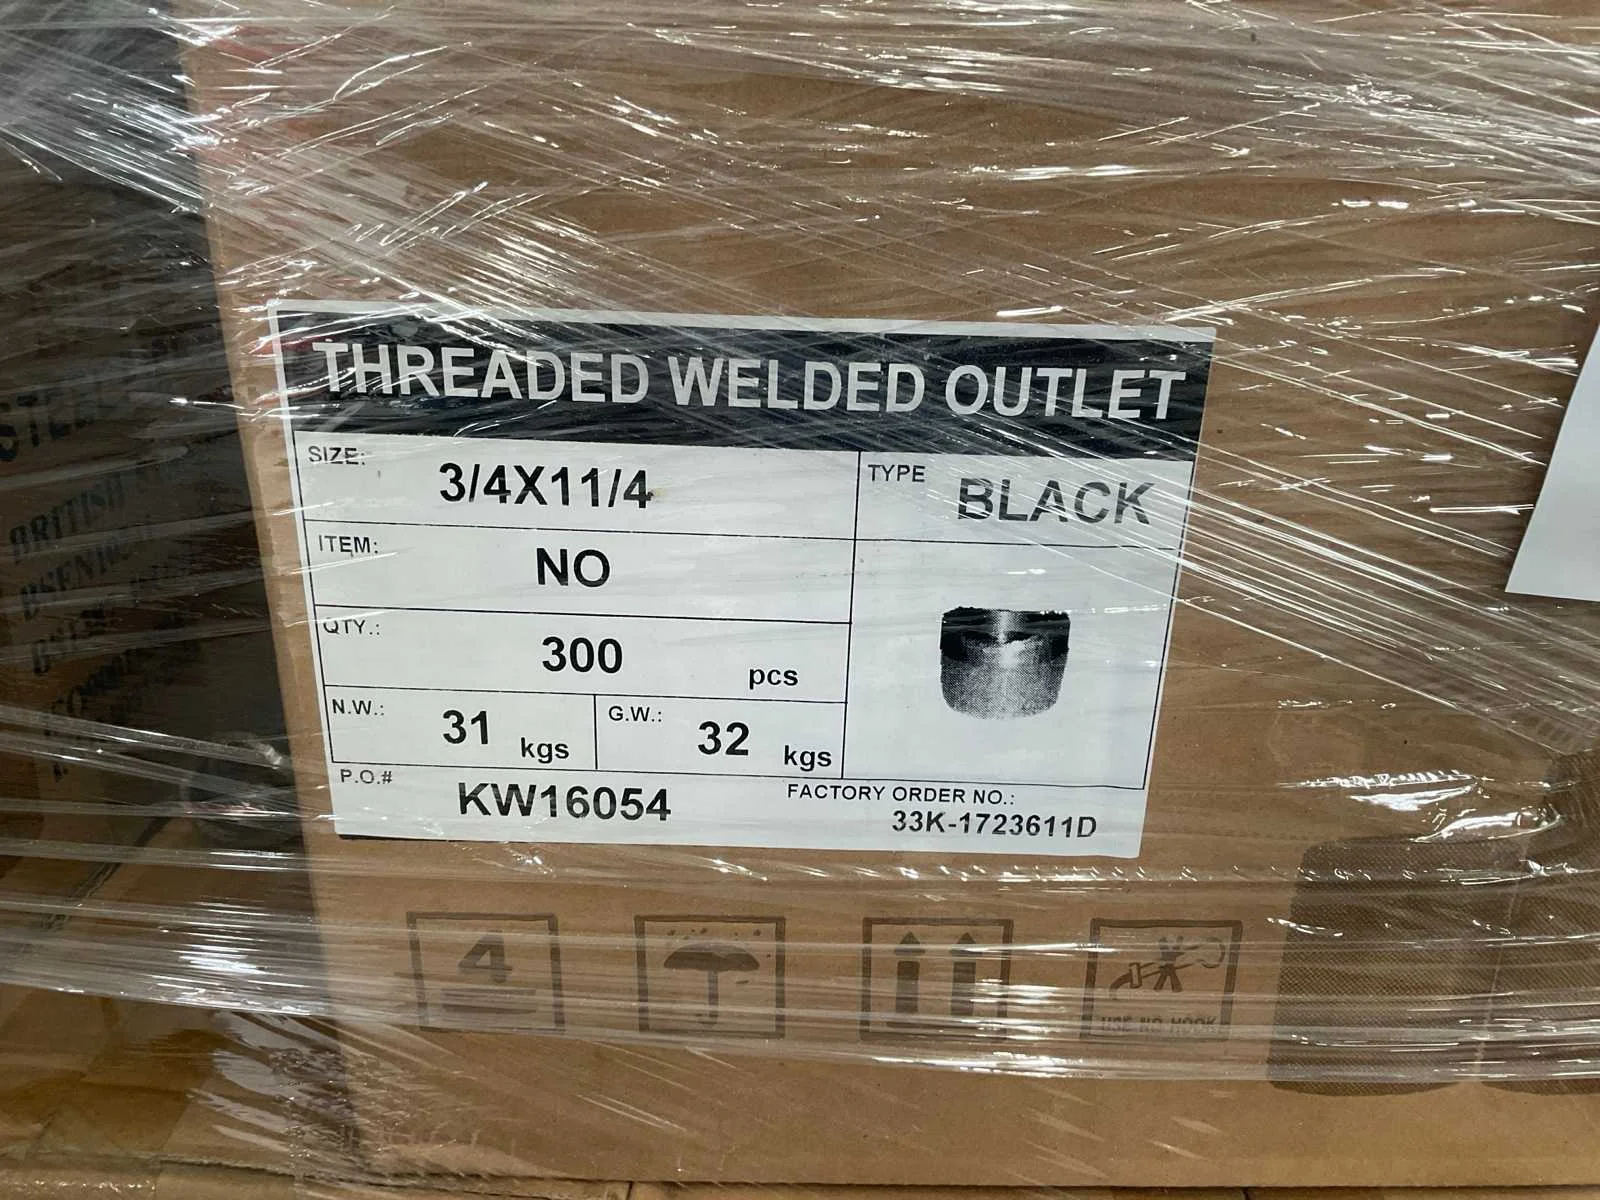 THREADED WELDED OUTLET
SIZE: 3/4X11/4
TYPE BLACK
ITEM: NO
QTY.: 300 pcs
N.W.: 31 kgs
G.W.: 32 kgs
P.O.# KW16054
FACTORY ORDER NO.:
33K-1723611D
4
USE NO HOOK
BRITISH